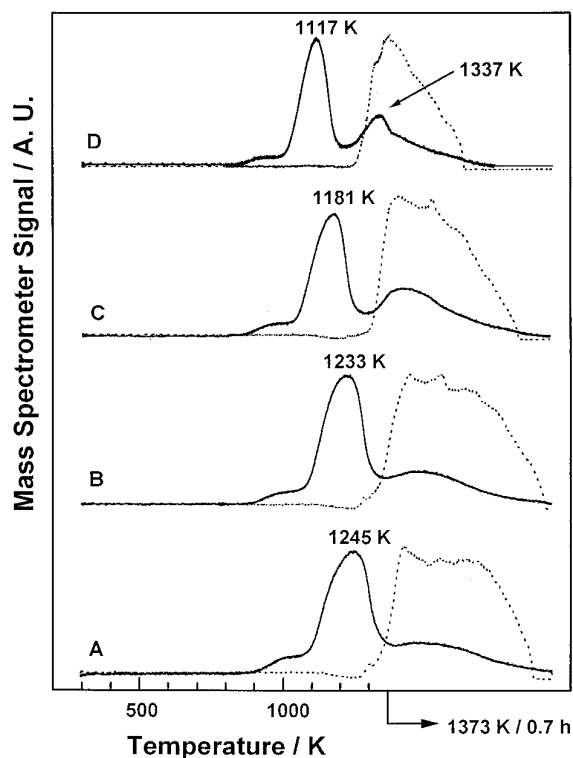 1117 K
1337 K
D
1181 K
C
1233 K
B
1245 K
A
500
1000
1373 K / 0.7 h
Temperature / K
Mass Spectrometer Signal / A. U.